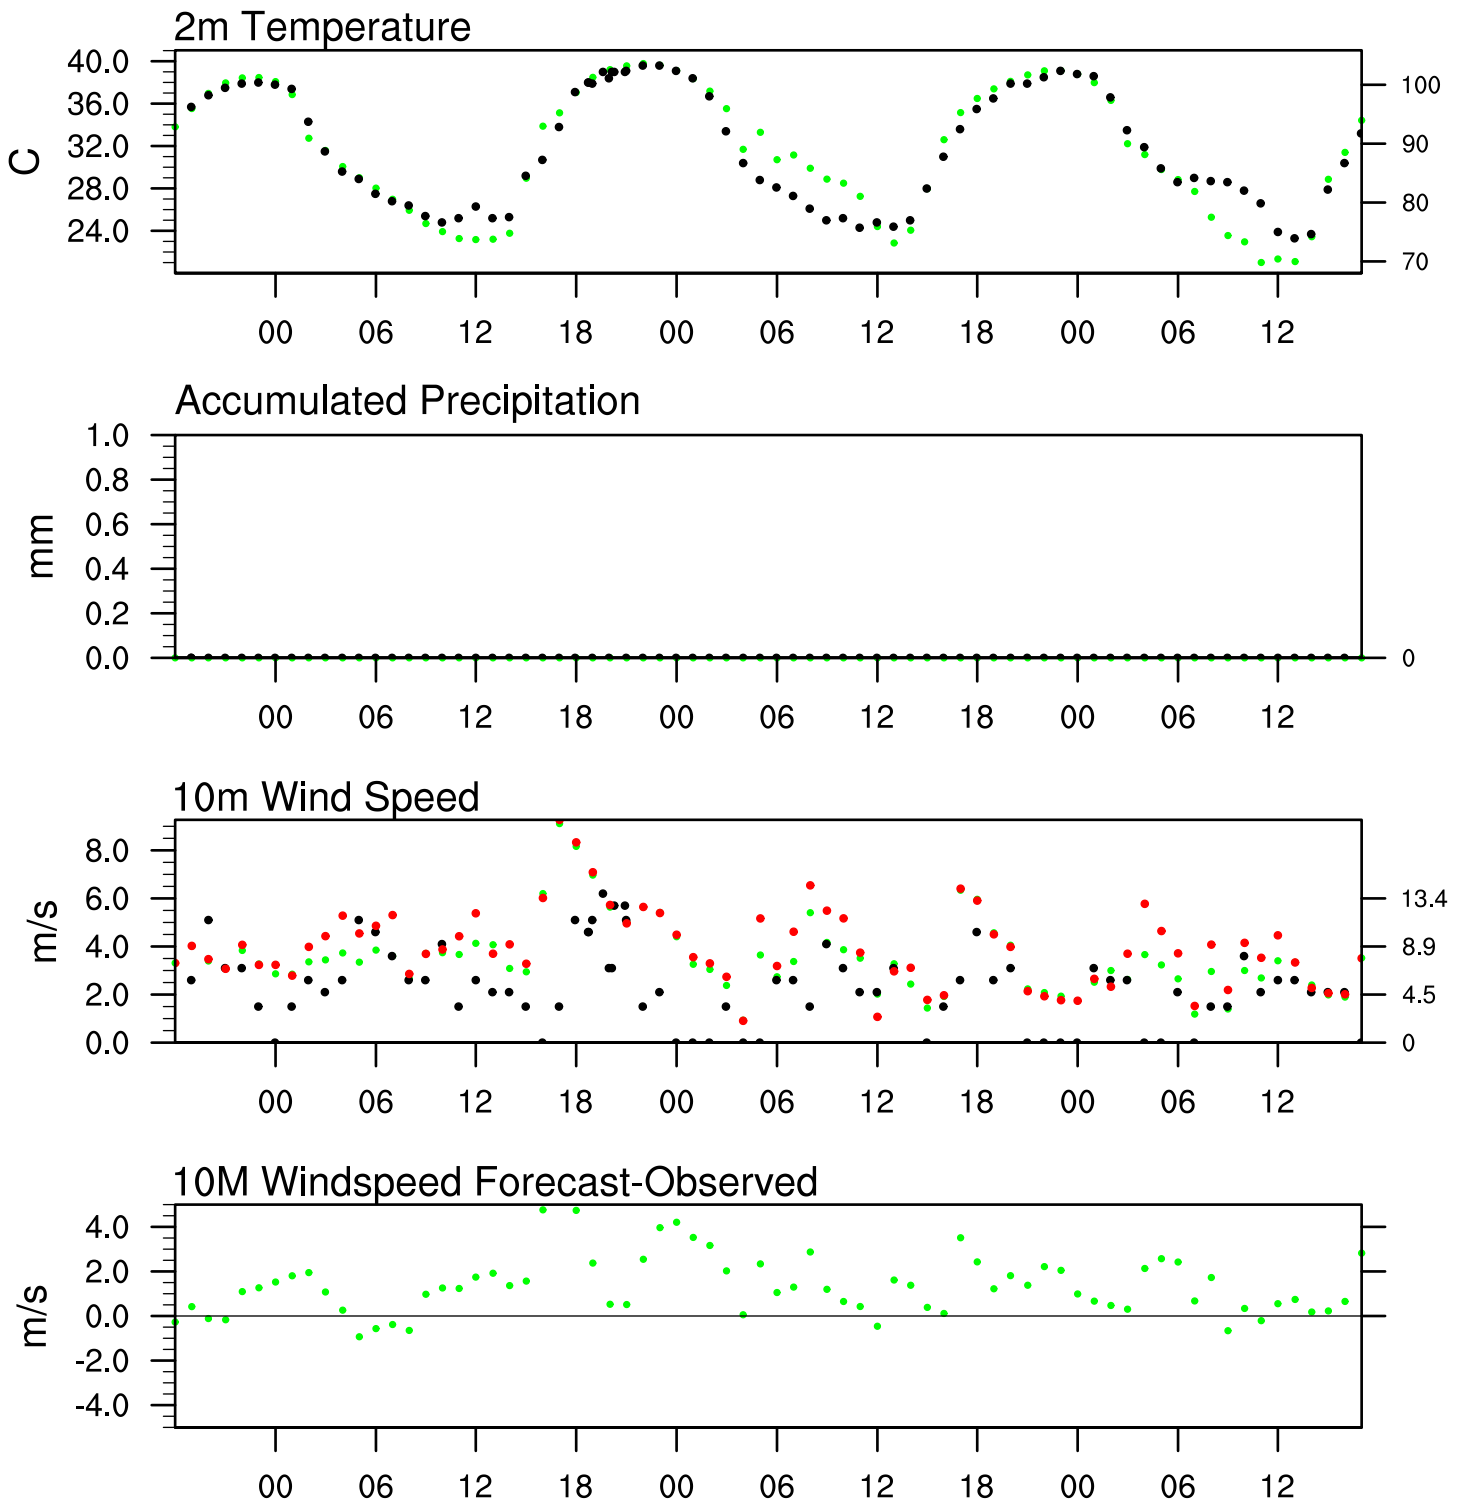 2m Temperature
40.0
36.0
32.0
28.0
24.0
C
100
90
80
70
00 06 12 18 00 06 12 18 00 06 12
Accumulated Precipitation
1.0
0.8
0.6
0.4
0.2
0.0
mm
0
00 06 12 18 00 06 12 18 00 06 12
10m Wind Speed
8.0
6.0
4.0
2.0
0.0
m/s
13.4
8.9
4.5
0
00 06 12 18 00 06 12 18 00 06 12
10M Windspeed Forecast-Observed
4.0
2.0
0.0
-2.0
-4.0
m/s
00 06 12 18 00 06 12 18 00 06 12